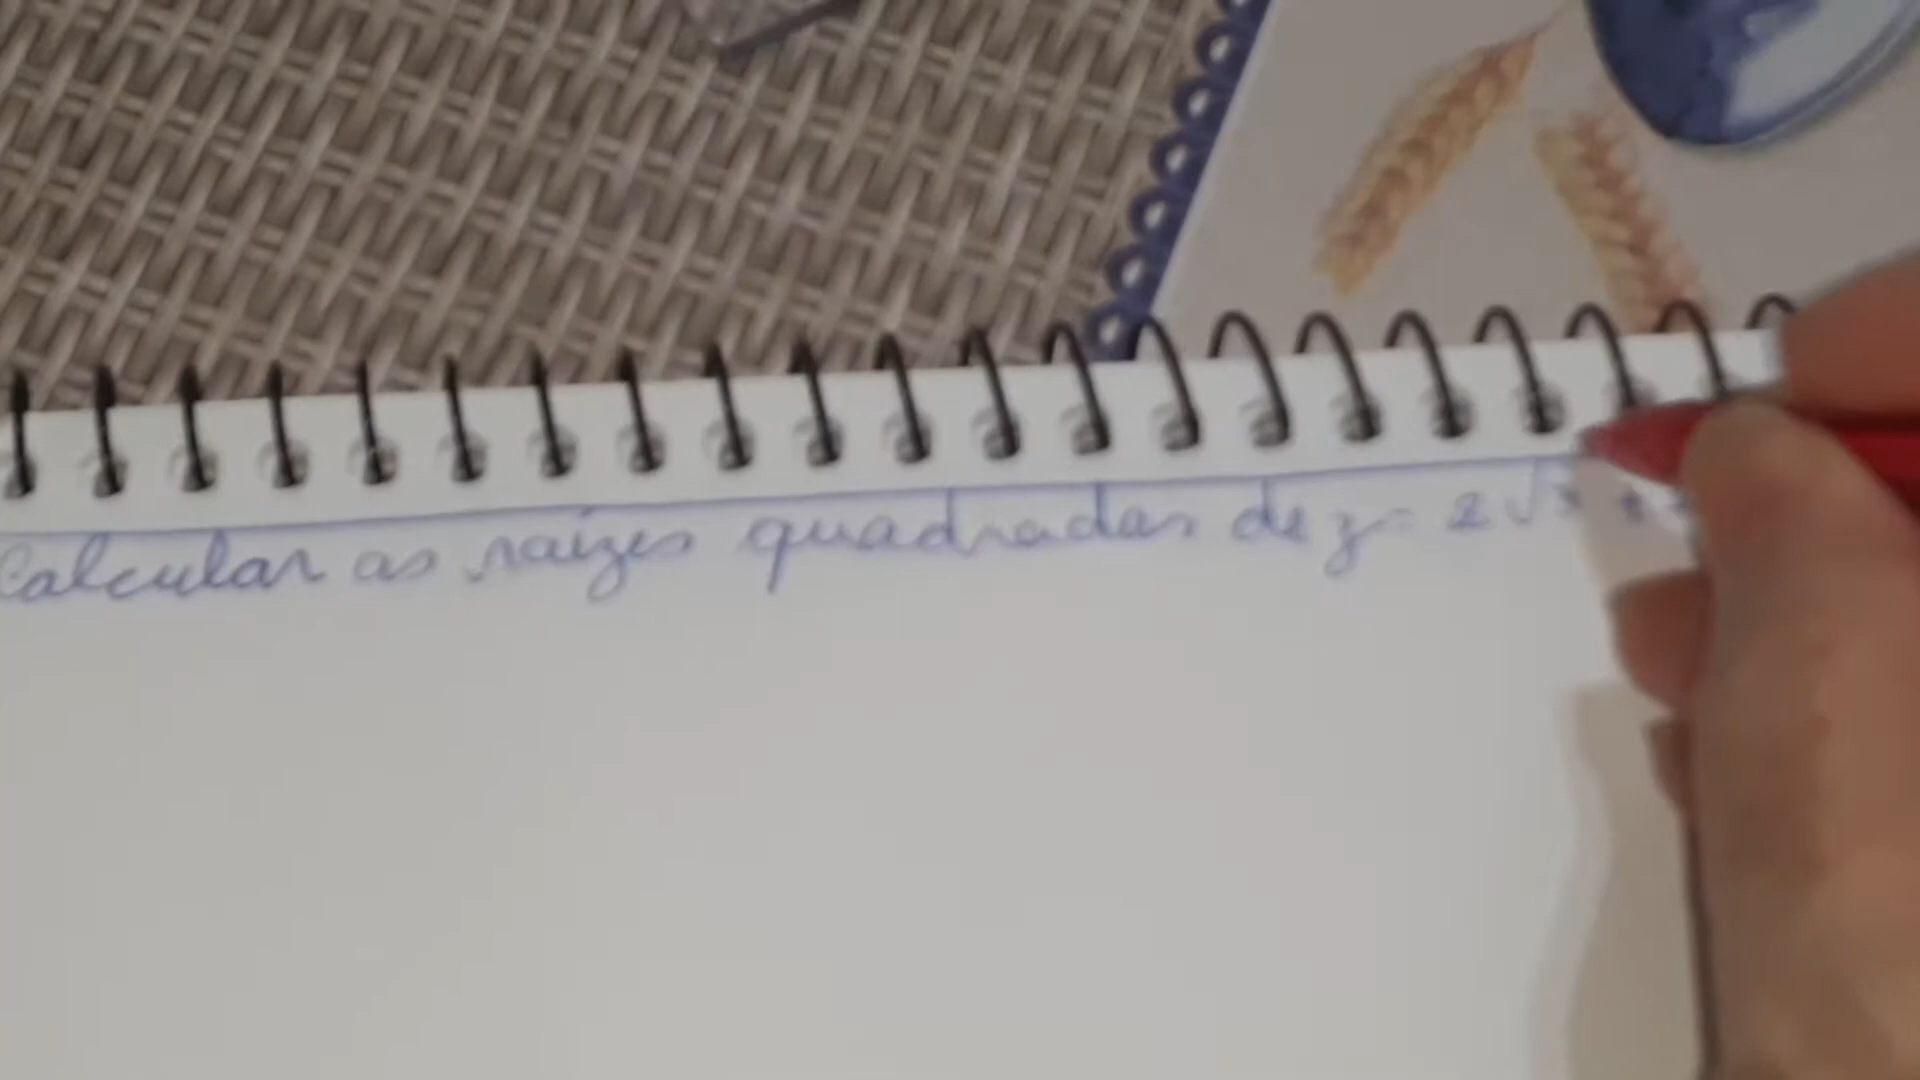 Calcular as raízes quadradas de z = 2√3 +